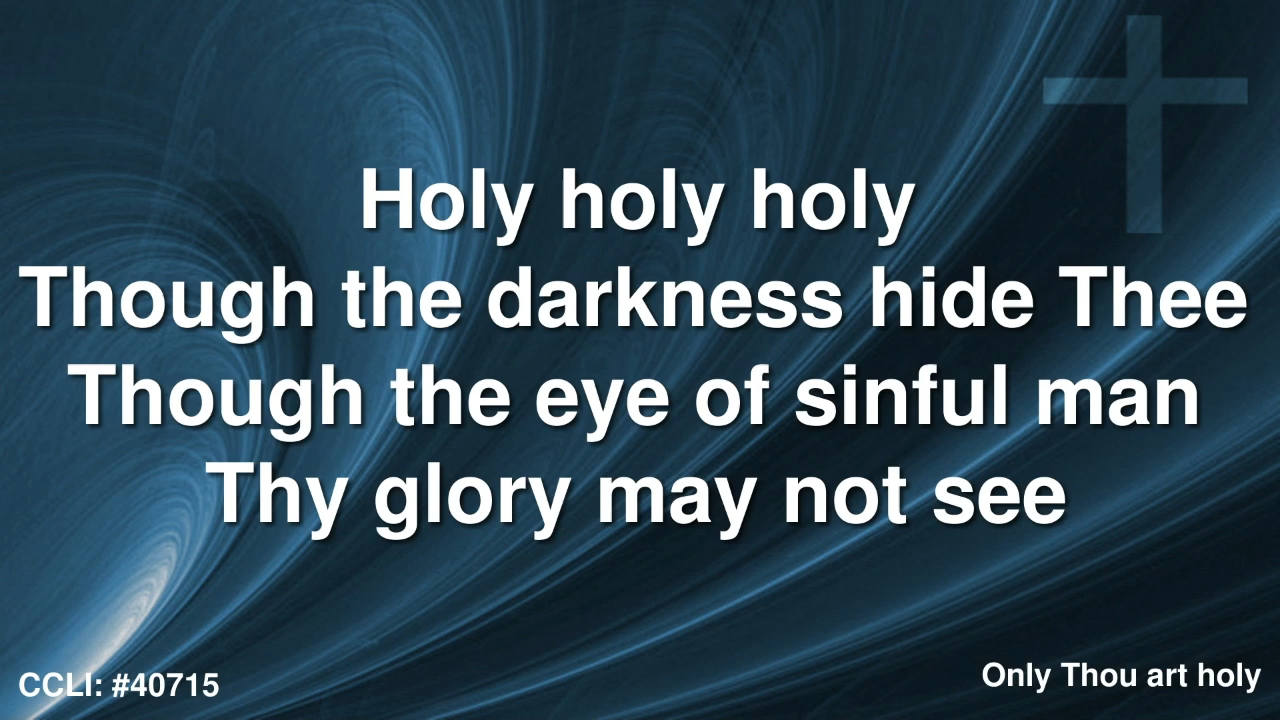 Holy holy holy
Though the darkness hide Thee
Though the eye of sinful man
Thy glory may not see
CCLI: #40715
Only Thou art holy